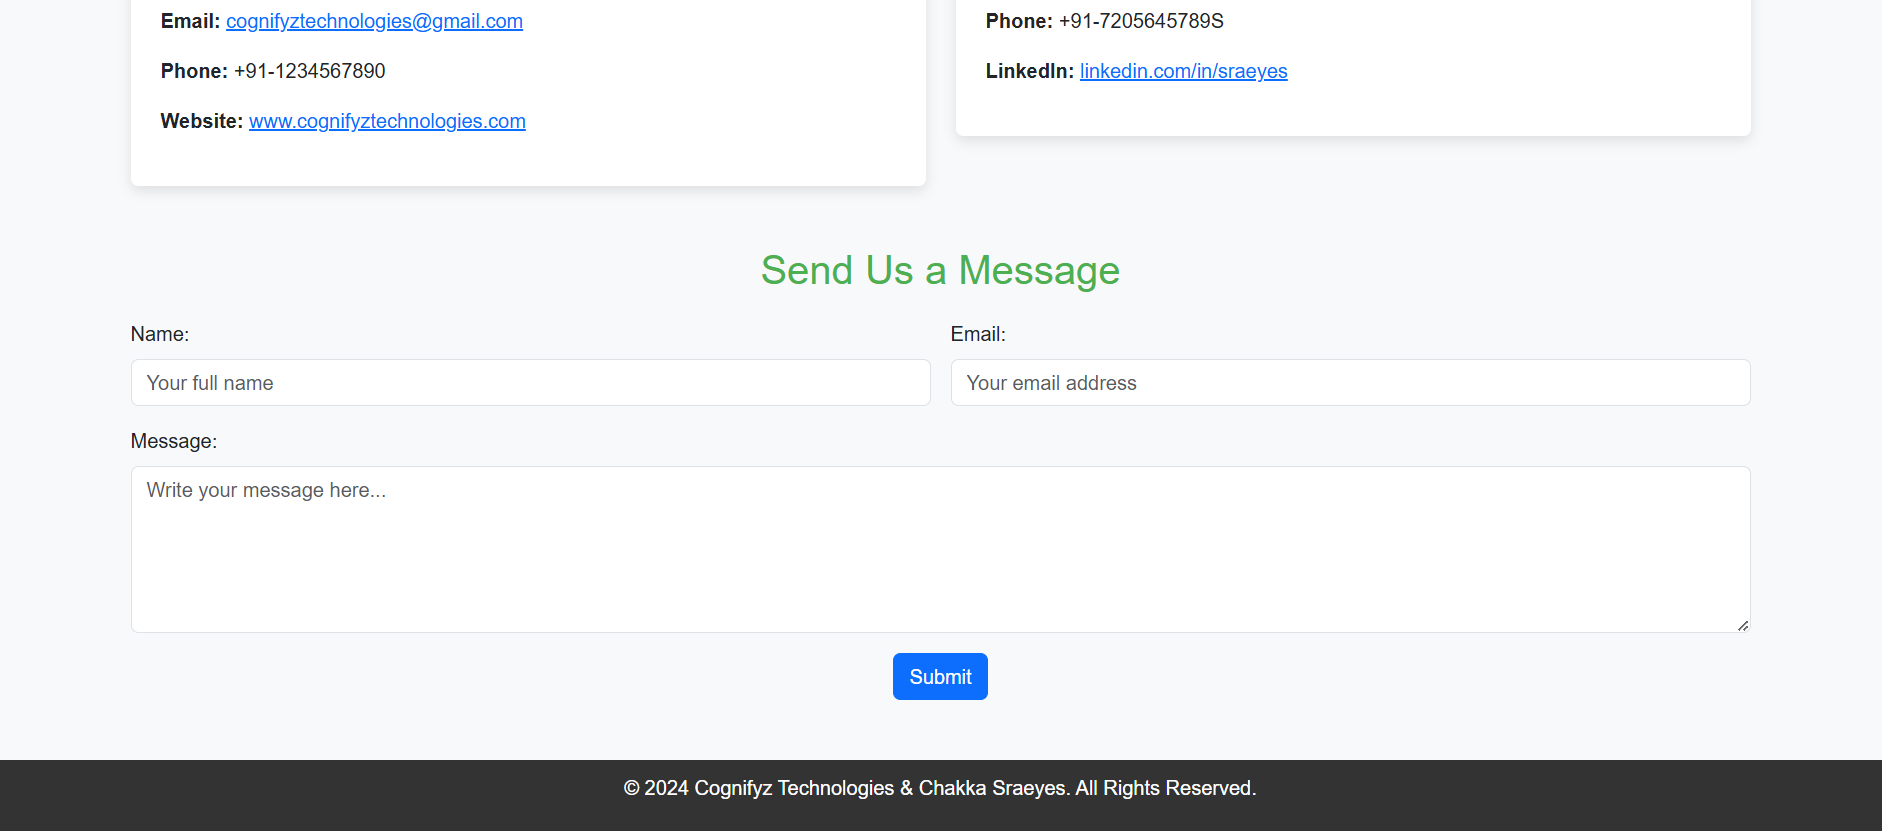 Email: cognifyztechnologies@gmail.com
Phone: +91-1234567890
Website: www.cognifyztechnologies.com
Phone: +91-7205645789S
LinkedIn: linkedin.com/in/sraeyes
Send Us a Message
Name:
Your full name
Email:
Your email address
Message:
Write your message here...
Submit
© 2024 Cognifyz Technologies & Chakka Sraeyes. All Rights Reserved.